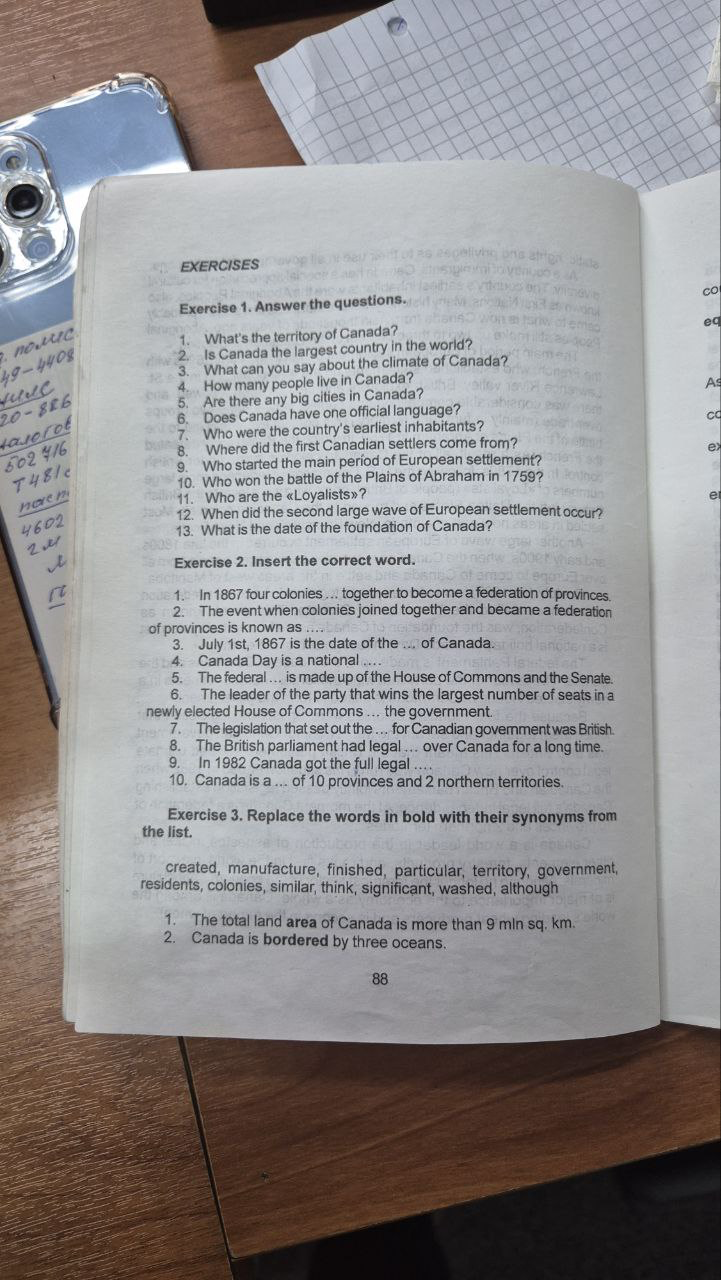 EXERCISES
Exercise 1. Answer the questions.
1. What's the territory of Canada?
2. Is Canada the largest country in the world?
3. What can you say about the climate of Canada?
4. How many people live in Canada?
5. Are there any big cities in Canada?
6. Does Canada have one official language?
7. Who were the country's earliest inhabitants?
8. Where did the first Canadian settlers come from?
9. Who started the main period of European settlement?
10. Who won the battle of the Plains of Abraham in 1759?
11. Who are the «Loyalists»?
12. When did the second large wave of European settlement occur?
13. What is the date of the foundation of Canada?
Exercise 2. Insert the correct word.
1. In 1867 four colonies ... together to become a federation of provinces.
2. The event when colonies joined together and became a federation
of provinces is known as ....
3. July 1st, 1867 is the date of the ... of Canada.
4. Canada Day is a national ....
5. The federal ... is made up of the House of Commons and the Senate.
6. The leader of the party that wins the largest number of seats in a
newly elected House of Commons ... the government.
7. The legislation that set out the ... for Canadian government was British.
8. The British parliament had legal ... over Canada for a long time.
9. In 1982 Canada got the full legal ....
10. Canada is a ... of 10 provinces and 2 northern territories.
Exercise 3. Replace the words in bold with their synonyms from
the list.
created, manufacture, finished, particular, territory, government,
residents, colonies, similar, think, significant, washed, although
1. The total land area of Canada is more than 9 mln sq. km.
2. Canada is bordered by three oceans.
88
49-4408
20-886
502716
T481
4602
co
eq
As
cc
ex
er